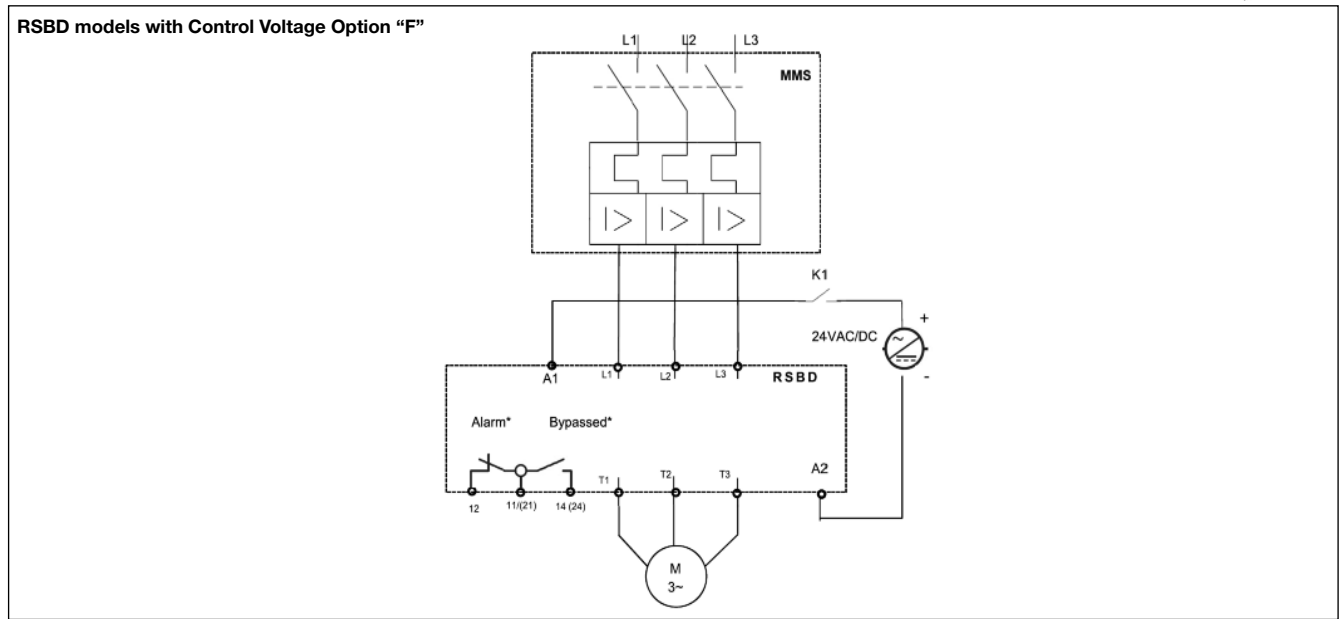 RSBD models with Control Voltage Option “F”
L1 L2 L3
MMS
I> I> I>
K1
+
24VAC/DC
-
A1 L1 L2 L3 RSBD
Alarm* Bypassed*
A2
T1 T2 T3
12 11/(21) 14 (24)
M
3~